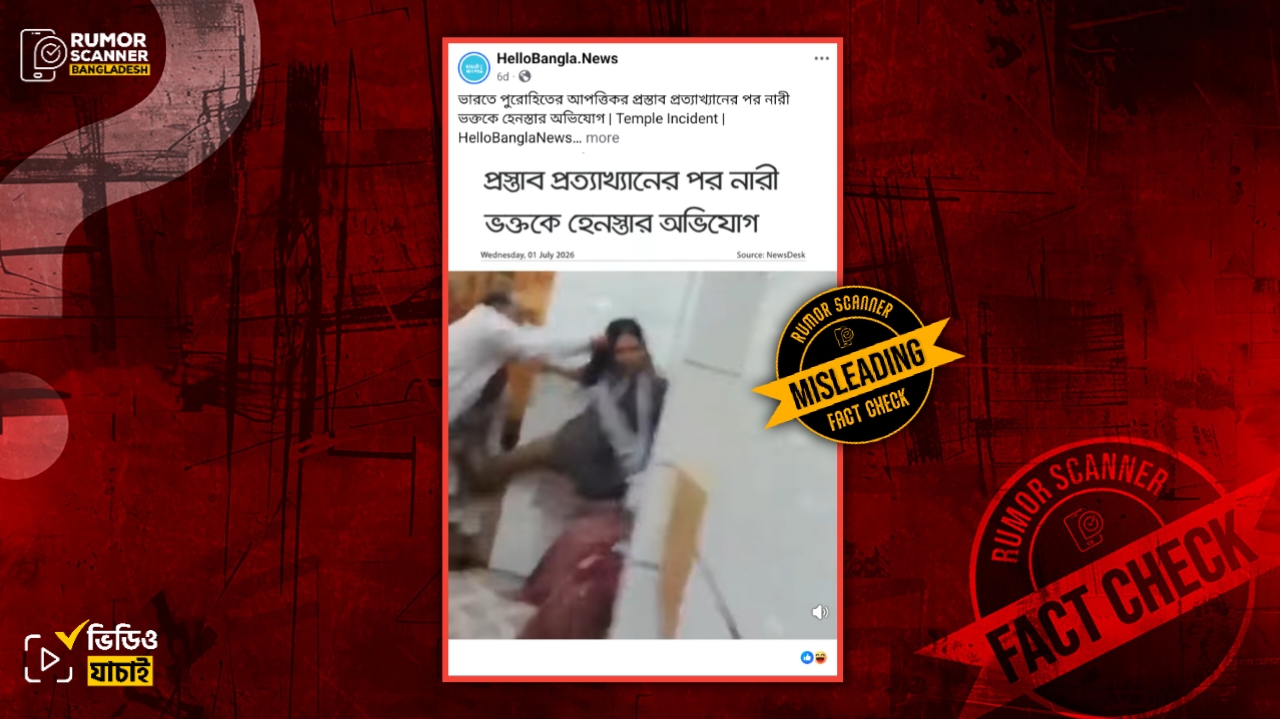 RUMOR
SCANNER
BANGLADESH
HelloBangla.News
6d ·
ভারতে পুরোহিতের আপত্তিকর প্রস্তাব প্রত্যাখ্যানের পর নারী
ভক্তকে হেনস্তার অভিযোগ | Temple Incident |
HelloBanglaNews... more
প্রস্তাব প্রত্যাখ্যানের পর নারী
ভক্তকে হেনস্তার অভিযোগ
Wednesday, 01 July 2026
Source: NewsDesk
RUMOR SCANNER
MISLEADING
FACT CHECK
RUMOR SCANNER
FACT CHECK
ভিডিও
যাচাই